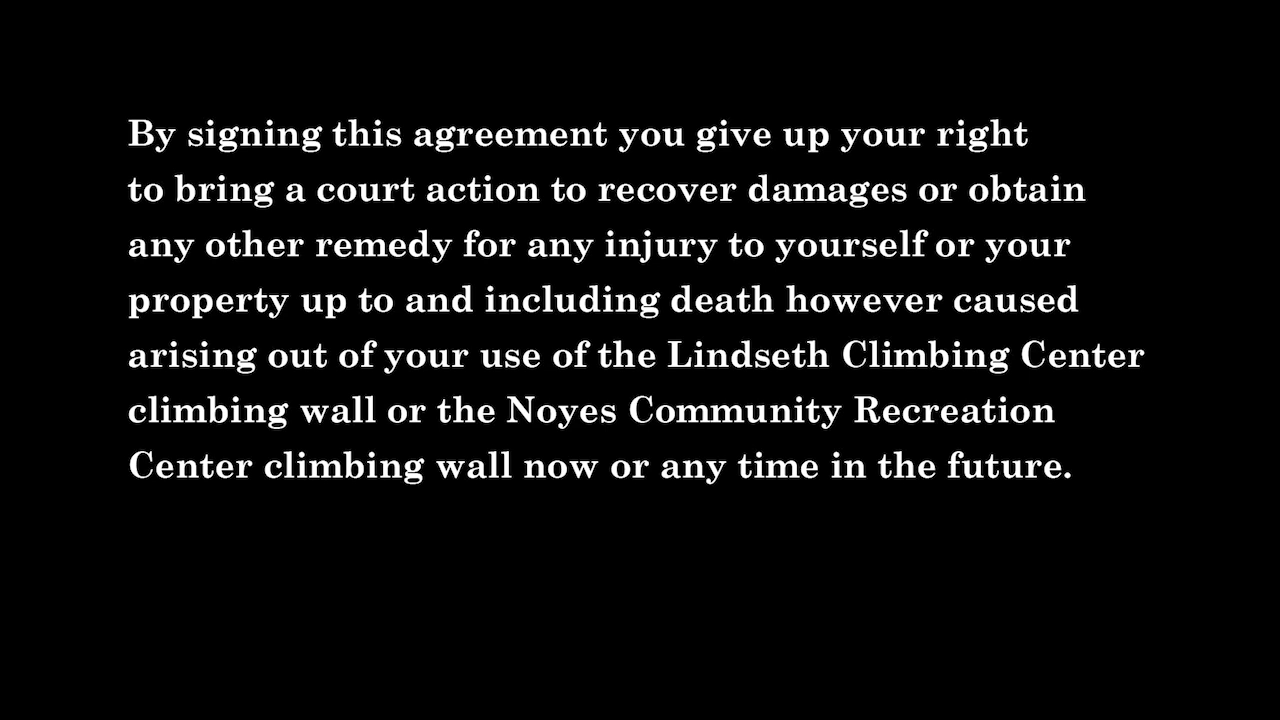 By signing this agreement you give up your right
to bring a court action to recover damages or obtain
any other remedy for any injury to yourself or your
property up to and including death however caused
arising out of your use of the Lindseth Climbing Center
climbing wall or the Noyes Community Recreation
Center climbing wall now or any time in the future.